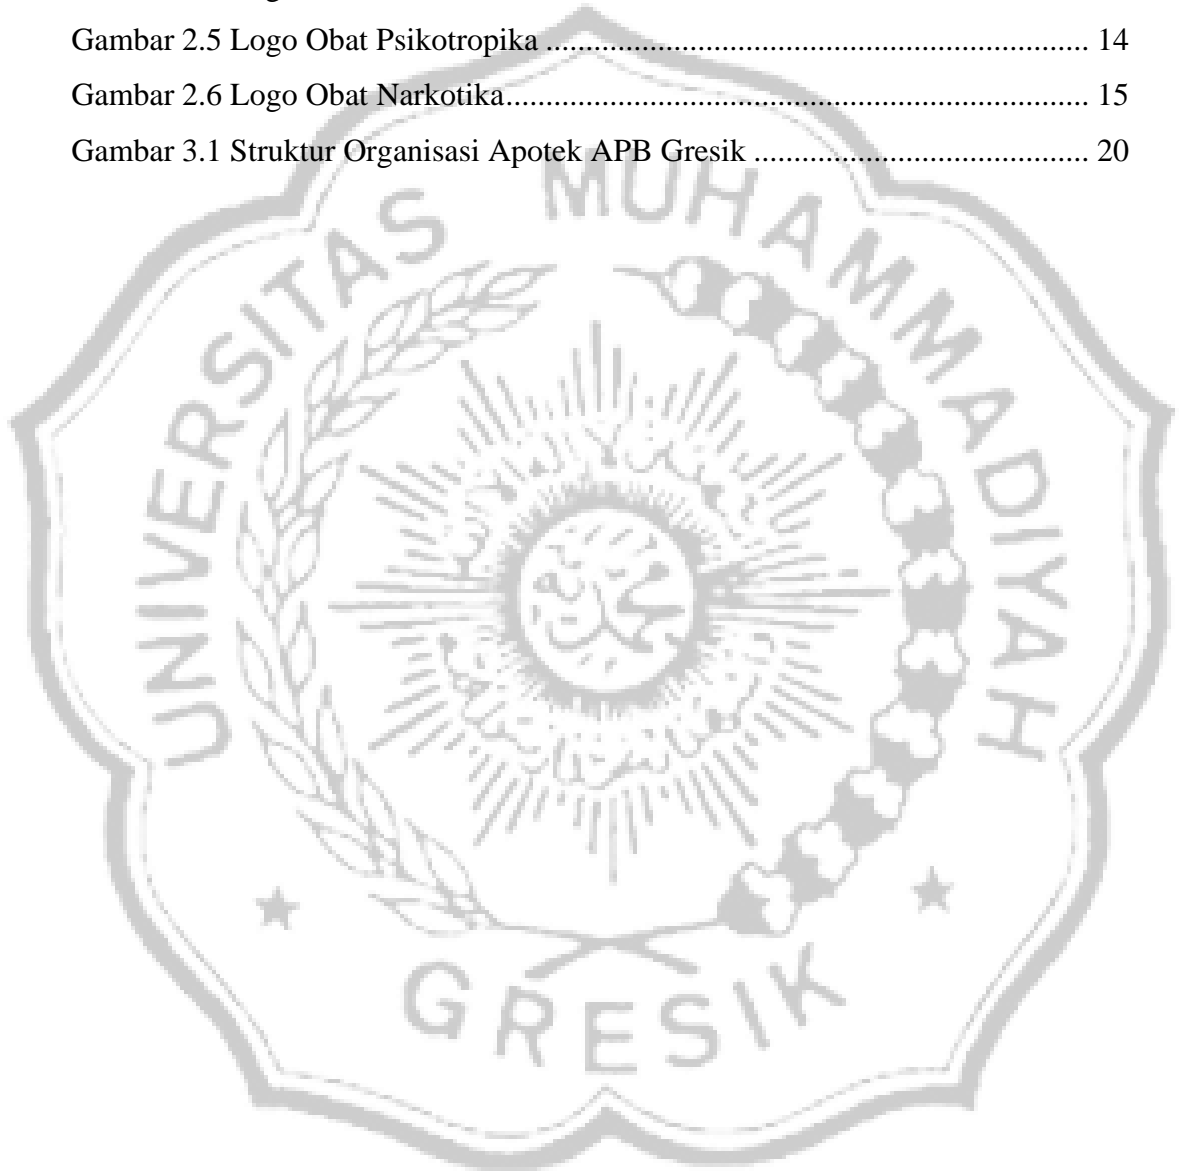 Gambar 2.5 Logo Obat Psikotropika ................................................................. 14
Gambar 2.6 Logo Obat Narkotika....................................................................... 15
Gambar 3.1 Struktur Organisasi Apotek APB Gresik ........................................ 20
UNIVERSITAS MUHAMMADIYAH
GRESIK